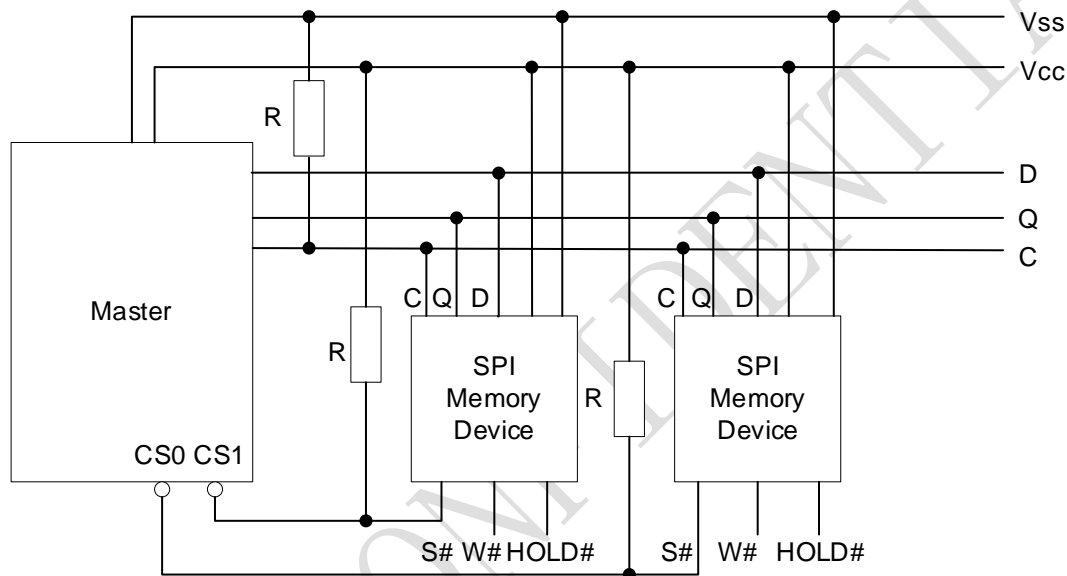 Vss
Vcc
R
D
Q
C
C Q D
C Q D
Master
R
SPI
Memory
Device
R
SPI
Memory
Device
CS0 CS1
S# W# HOLD#
S# W# HOLD#